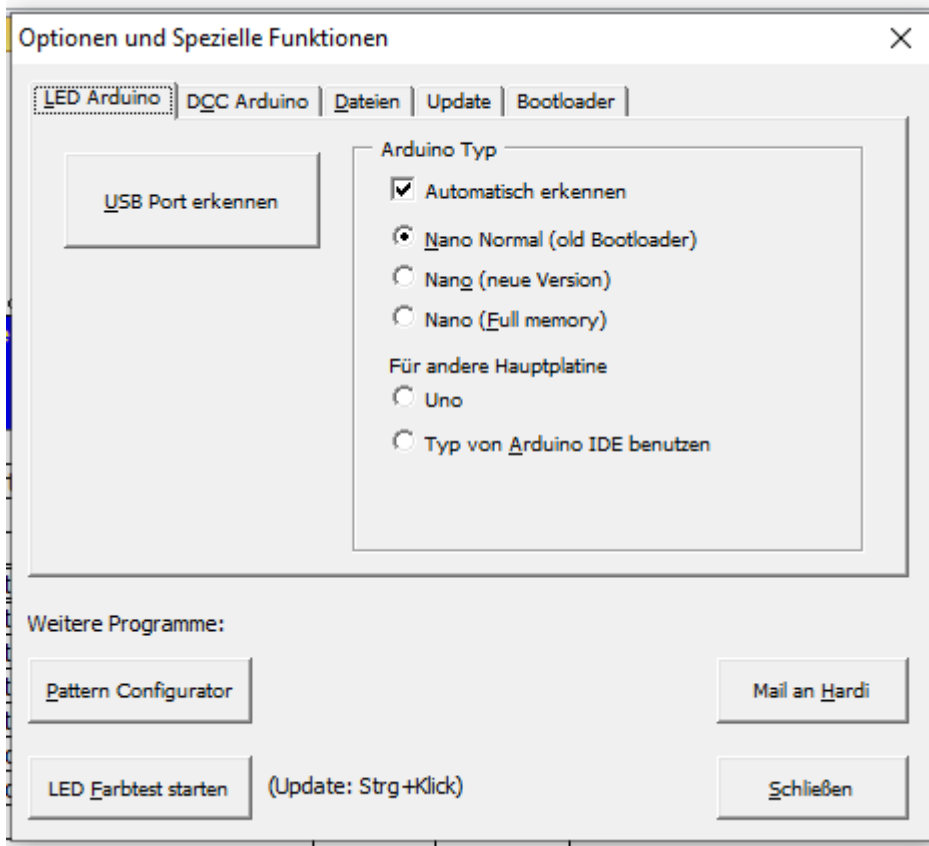 Optionen und Spezielle Funktionen
LED Arduino
DCC Arduino
Dateien
Update
Bootloader
USB Port erkennen
Arduino Typ
Automatisch erkennen
Nano Normal (old Bootloader)
Nano (neue Version)
Nano (Full memory)
Für andere Hauptplatine
Uno
Typ von Arduino IDE benutzen
Weitere Programme:
Pattern Configurator
Mail an Hardi
LED Farbtest starten
(Update: Strg+Klick)
Schließen